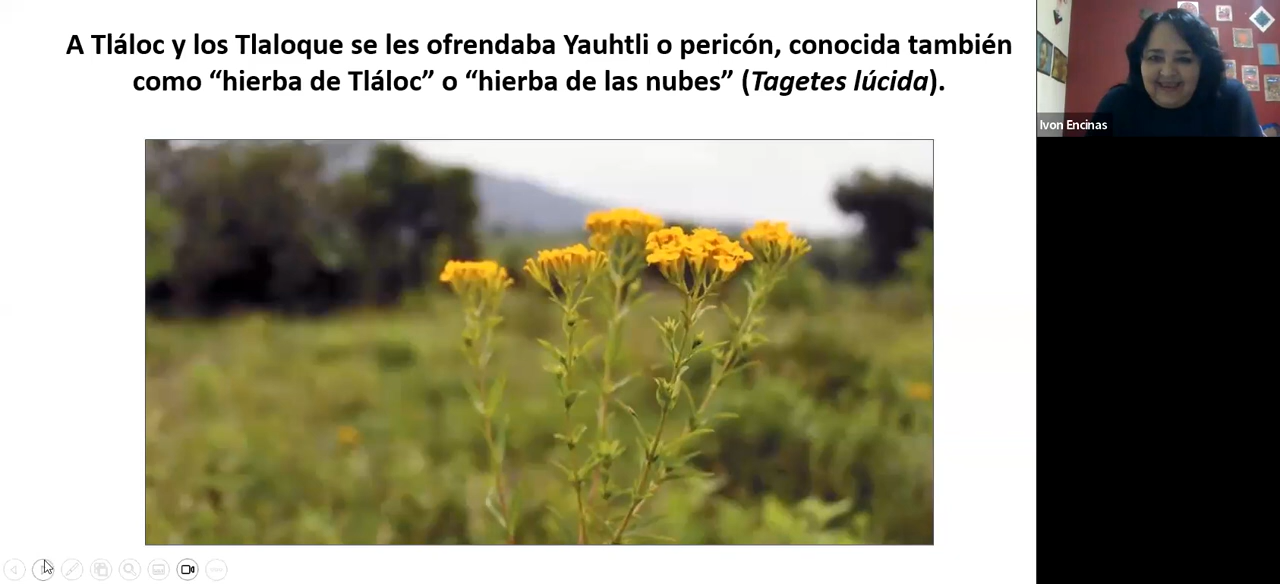 A Tláloc y los Tlaloque se les ofrendaba Yauhtli o pericón, conocida también
como “hierba de Tláloc” o “hierba de las nubes” (Tagetes lúcida).
Ivon Encinas